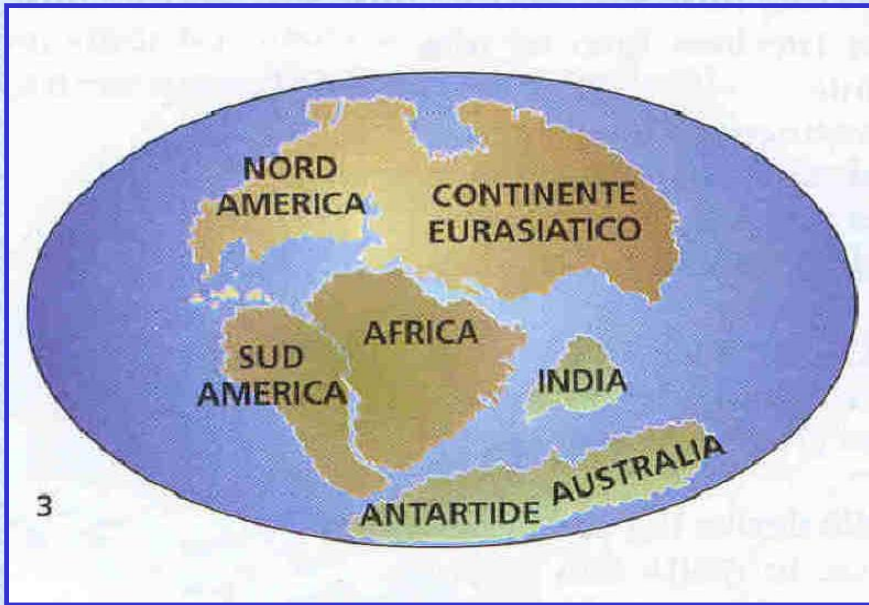 NORD
AMERICA
CONTINENTE
EURASIATICO
AFRICA
SUD
AMERICA
INDIA
ANTARTIDE
AUSTRALIA
3